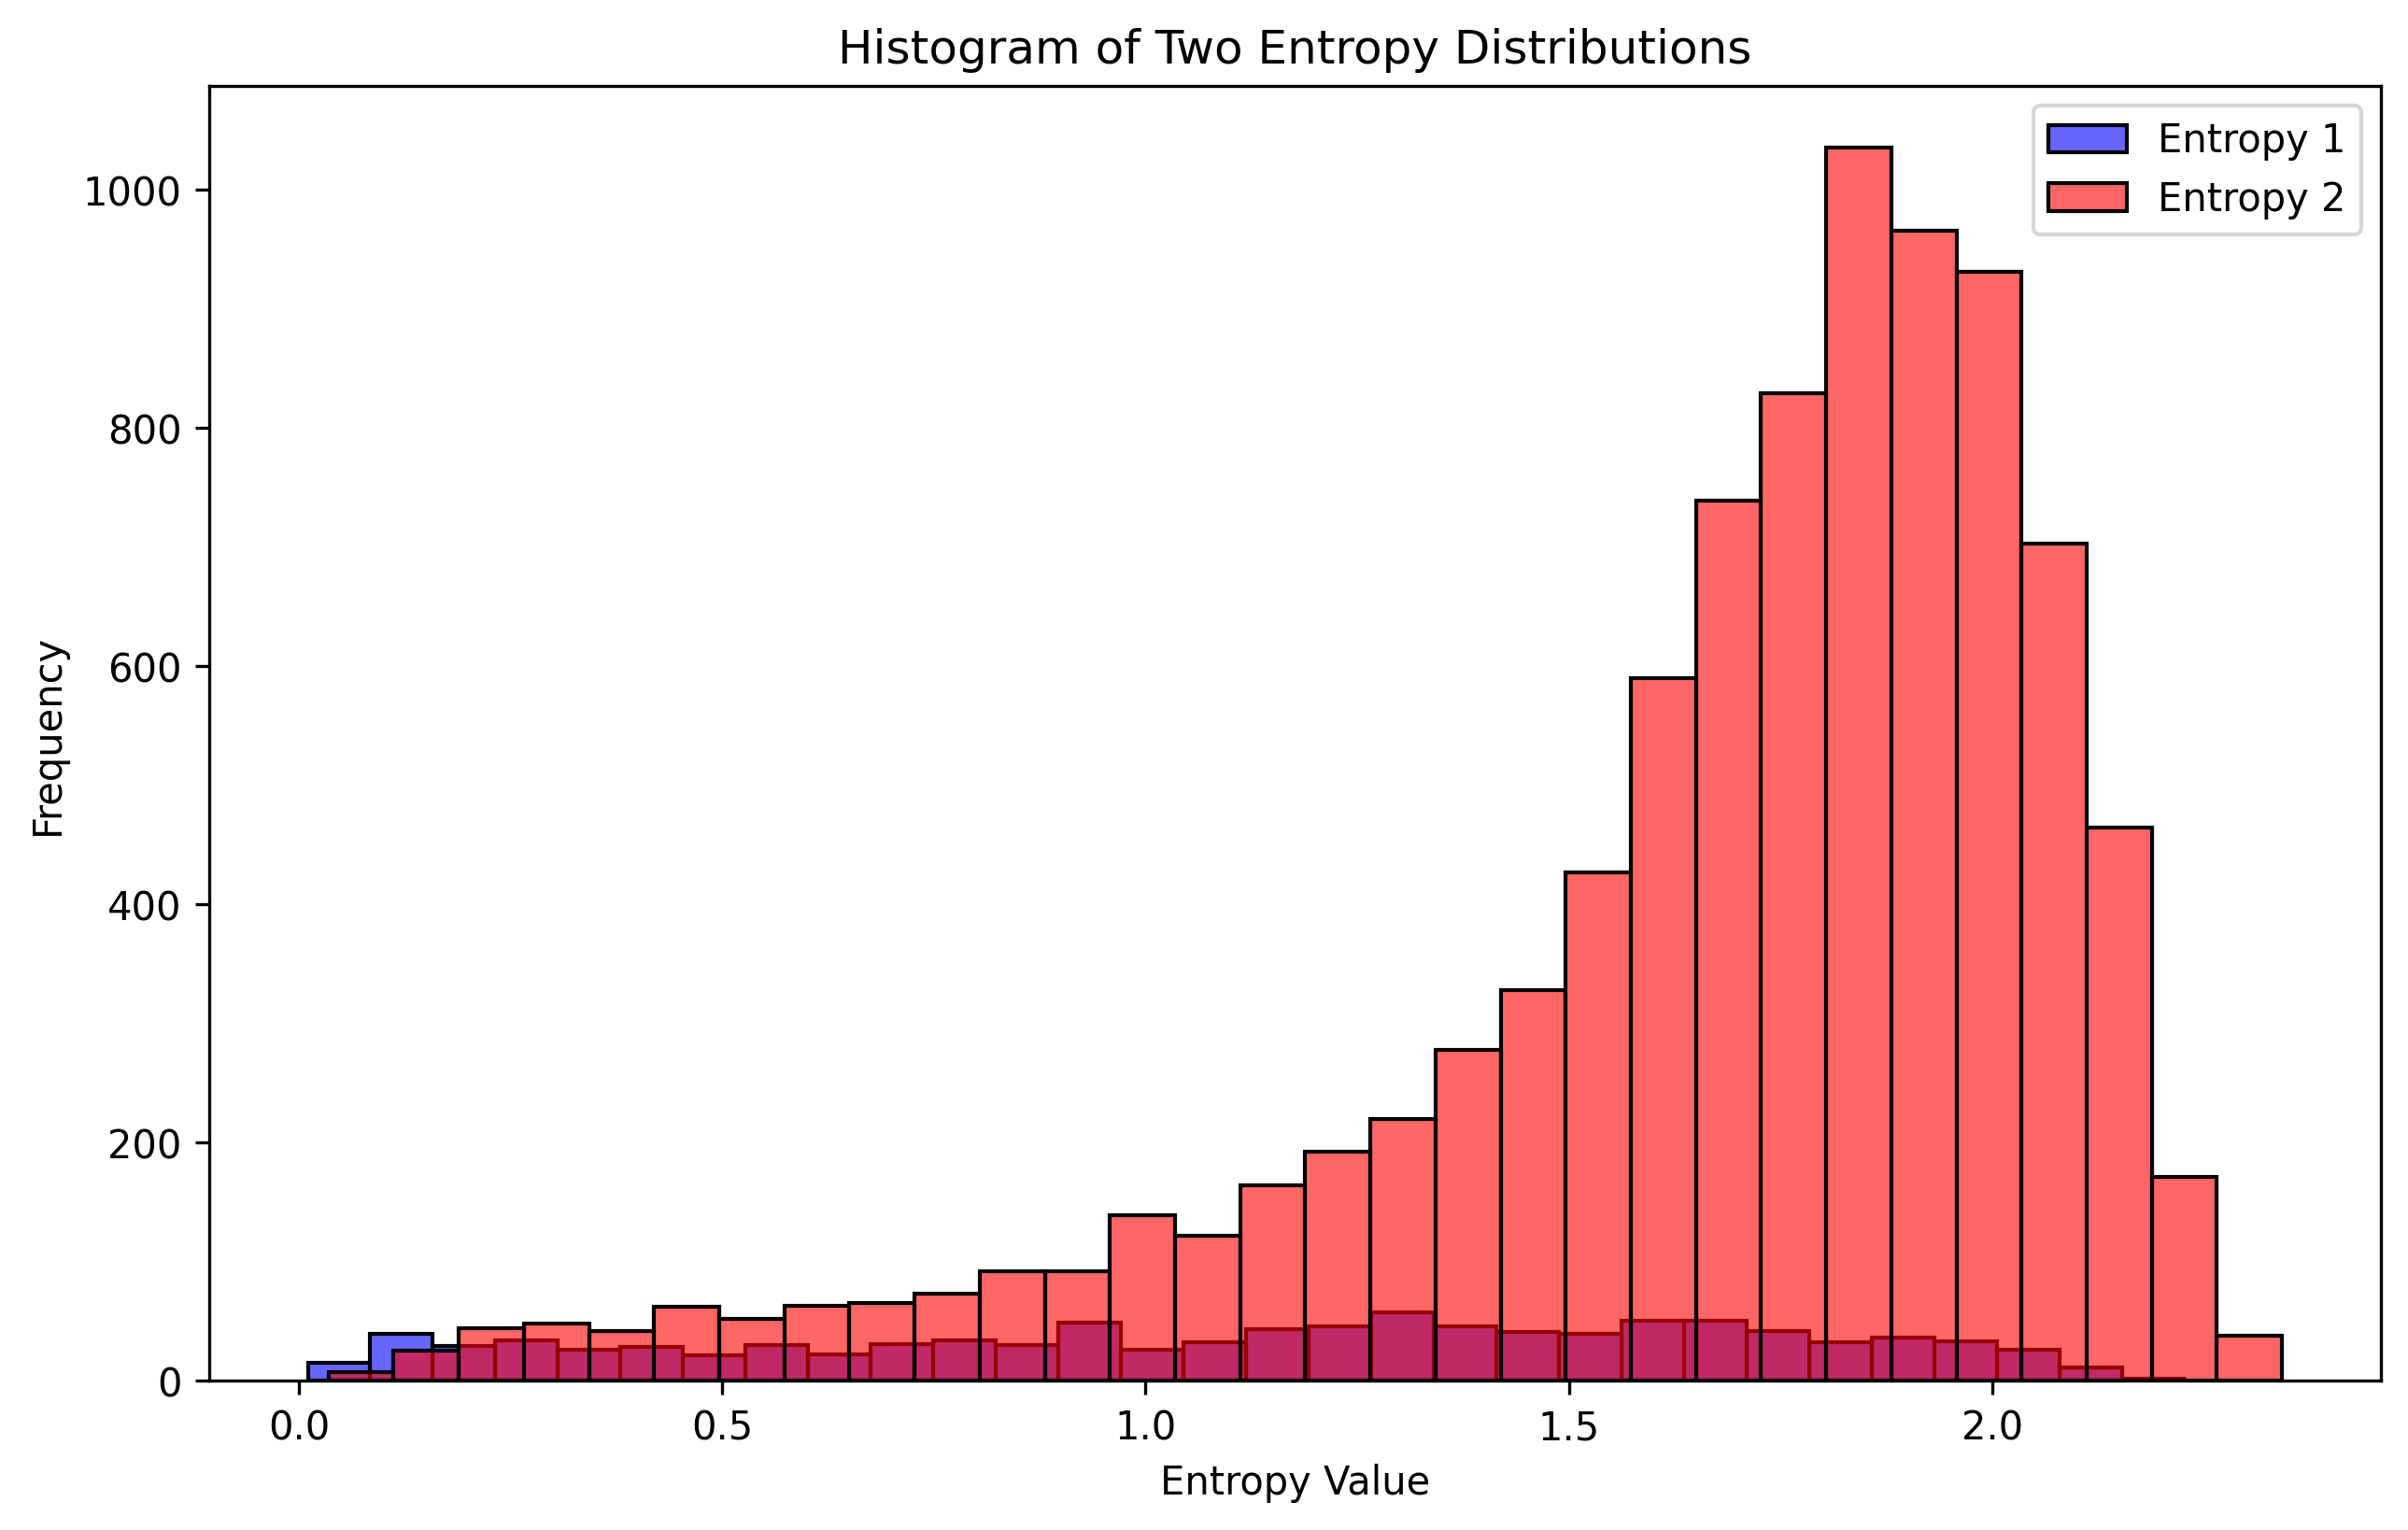 Histogram of Two Entropy Distributions
Entropy 1
Entropy 2
1000
800
600
400
200
0
Frequency
0.0 0.5 1.0 1.5 2.0
Entropy Value